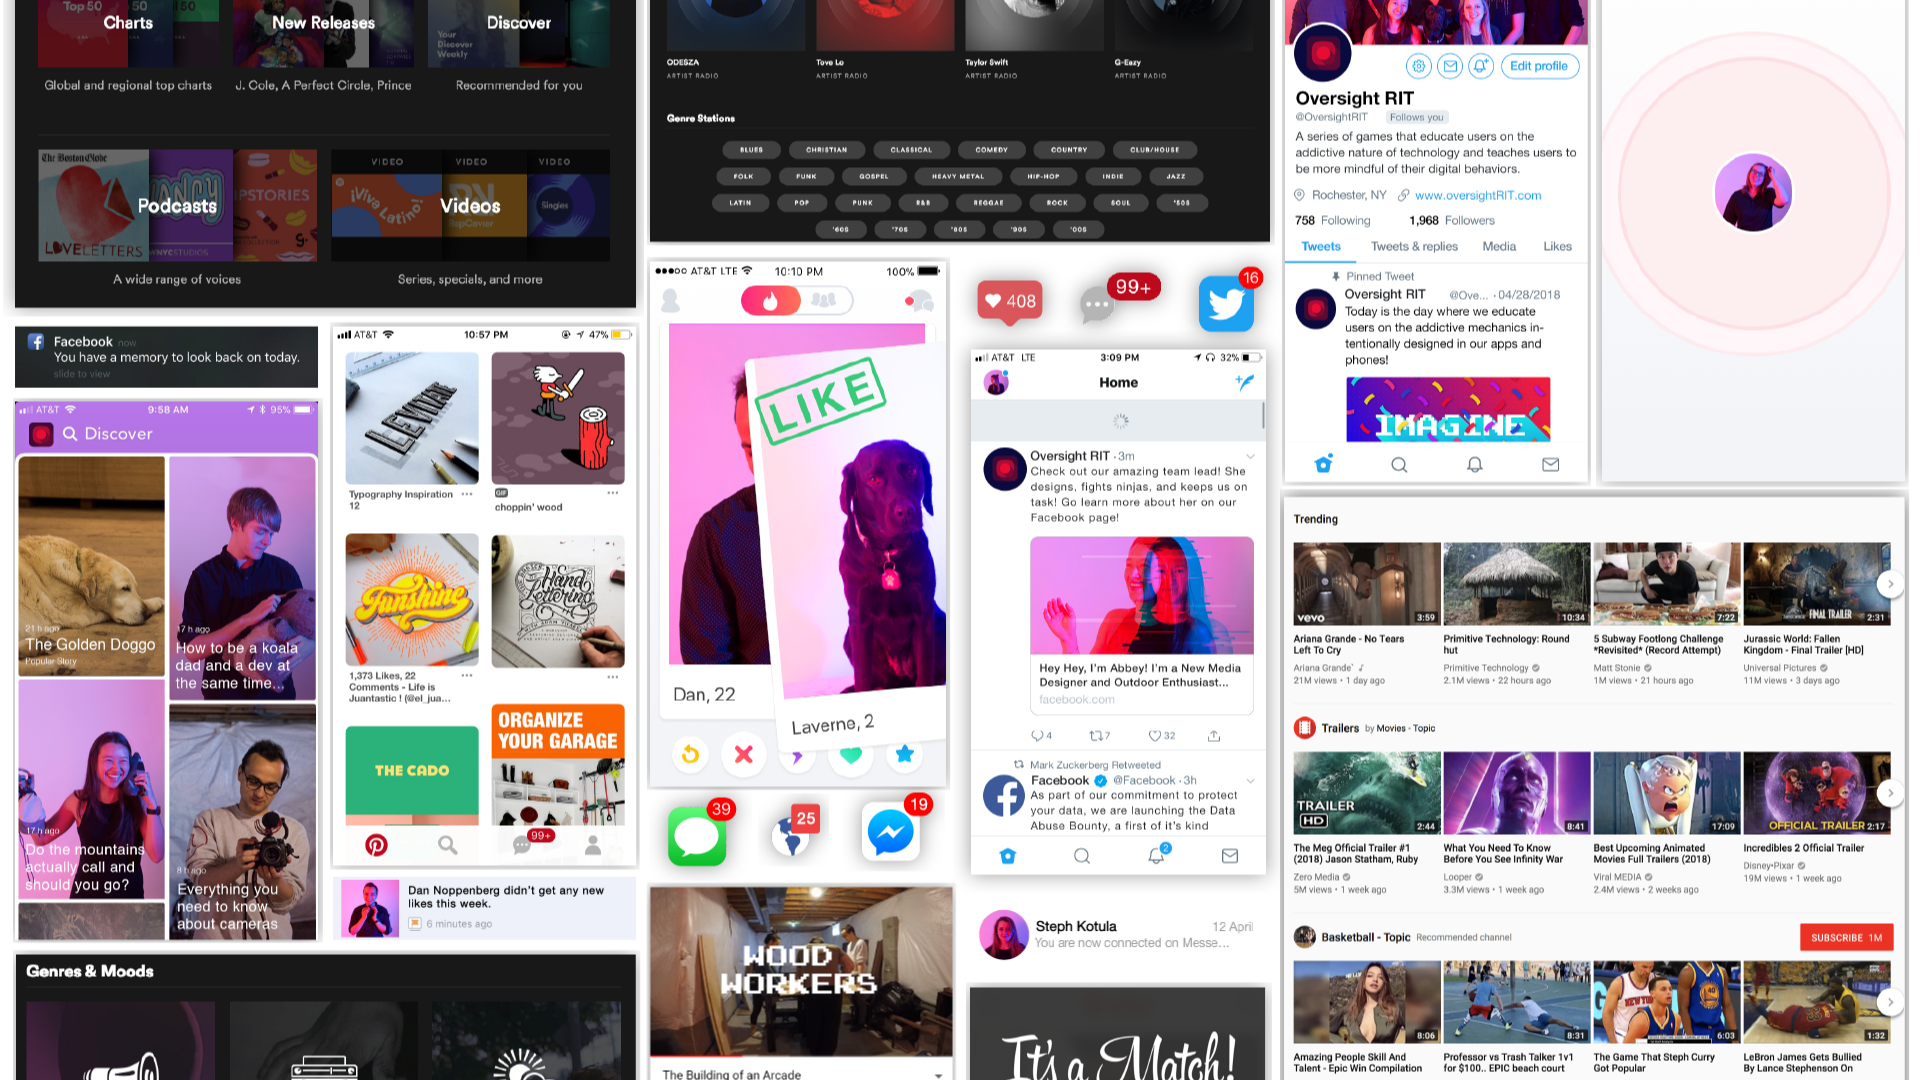 Top 50
Charts
New Releases
Discover
Your
Discover
Weekly
Global and regional top charts
J. Cole, A Perfect Circle, Prince
Recommended for you
The Boston Globe
LOVELETTERS
WNYCSTUDIOS
Podcasts
VIDEO
VIDEO
VIDEO
¡Viva Latino!
RapCaviar
Singles
Videos
A wide range of voices
Series, specials, and more
Facebook now
You have a memory to look back on today.
slide to view
AT&T
9:58 AM
95%
Discover
21 h ago
The Golden Doggo
Popular Story
17 h ago
How to be a koala
dad and a dev at
the same time...
17 h ago
Do the mountains
actually call and
should you go?
8 h ago
Everything you
need to know
about cameras
Genres & Moods
AT&T
10:57 PM
47%
Typography Inspiration
12
GIF
choppin' wood
Funshine
Hand
Lettering
1,373 Likes, 22
Comments - Life is
Juantastic ! (@el_jua...
THE CADO
ORGANIZE
YOUR GARAGE
99+
Dan Noppenberg didn't get any new
likes this week.
6 minutes ago
ODESZA
ARTIST RADIO
Tove Lo
ARTIST RADIO
Taylor Swift
ARTIST RADIO
G-Eazy
ARTIST RADIO
Genre Stations
BLUES
CHRISTIAN
CLASSICAL
COMEDY
COUNTRY
CLUB/HOUSE
FOLK
FUNK
GOSPEL
HEAVY METAL
HIP-HOP
INDIE
JAZZ
LATIN
POP
PUNK
R&B
REGGAE
ROCK
SOUL
'50S
'60S
'70S
'80S
'90S
'00S
AT&T LTE
10:10 PM
100%
LIKE
Dan, 22
Laverne, 2
39
25
19
WOOD
WORKERS
The Building of an Arcade
408
99+
16
AT&T LTE
3:09 PM
32%
Home
Oversight RIT · 3m
Check out our amazing team lead! She
designs, fights ninjas, and keeps us on
task! Go learn more about her on our
Facebook page!
Hey Hey, I'm Abbey! I'm a New Media
Designer and Outdoor Enthusiast...
facebook.com
4
7
32
Mark Zuckerberg Retweeted
Facebook @Facebook · 3h
As part of our commitment to protect
your data, we are launching the Data
Abuse Bounty, a first of it's kind
2
Steph Kotula
12 April
You are now connected on Messe...
It's a Match!
Edit profile
Oversight RIT
@OversightRIT Follows you
A series of games that educate users on the
addictive nature of technology and teaches users to
be more mindful of their digital behaviors.
Rochester, NY
www.oversightRIT.com
758 Following
1,968 Followers
Tweets
Tweets & replies
Media
Likes
Pinned Tweet
Oversight RIT @Ove... · 04/28/2018
Today is the day where we educate
users on the addictive mechanics in-
tentionally designed in our apps and
phones!
IMAGINE
Trending
vevo
3:59
10:34
7:22
FINAL TRAILER
2:31
Ariana Grande - No Tears
Left To Cry
Ariana Grande
21M views • 1 day ago
Primitive Technology: Round
hut
Primitive Technology
2.1M views • 22 hours ago
5 Subway Footlong Challenge
*Revisited* (Record Attempt)
Matt Stonie
1M views • 21 hours ago
Jurassic World: Fallen
Kingdom - Final Trailer [HD]
Universal Pictures
11M views • 3 days ago
Trailers by Movies - Topic
TRAILER
HD
2:44
8:41
17:09
OFFICIAL TRAILER
2:17
The Meg Official Trailer #1
(2018) Jason Statham, Ruby
Zero Media
5M views • 1 week ago
What You Need To Know
Before You See Infinity War
Looper
3.3M views • 1 week ago
Best Upcoming Animated
Movies Full Trailers (2018)
Viral MEDIA
2.4M views • 2 weeks ago
Incredibles 2 Official Trailer
Disney•Pixar
19M views • 1 week ago
Basketball - Topic Recommended channel
SUBSCRIBE 1M
8:06
8:31
NEW YORK
6:03
1:32
Amazing People Skill And
Talent - Epic Win Compilation
Professor vs Trash Talker 1v1
for $100.. EPIC beach court
The Game That Steph Curry
Got Popular
LeBron James Gets Bullied
By Lance Stephenson On